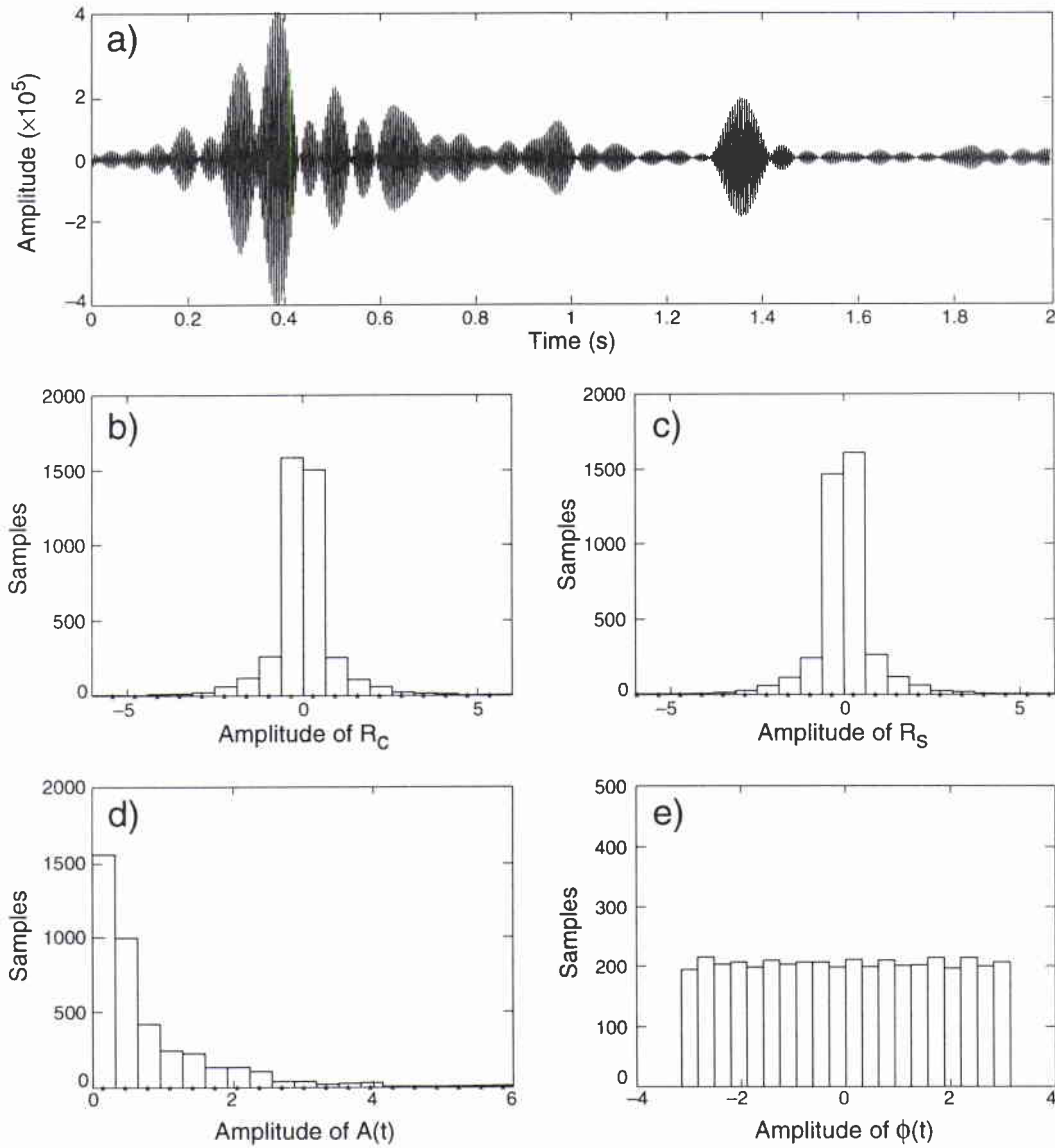 a)
Amplitude (×10⁵)
4
2
0
−2
−4
0 0.2 0.4 0.6 0.8 1 1.2 1.4 1.6 1.8 2
Time (s)
b)
Samples
2000
1500
1000
500
0
−5 0 5
Amplitude of R_C
c)
Samples
2000
1500
1000
500
0
−5 0 5
Amplitude of R_S
d)
Samples
2000
1500
1000
500
0
0 2 4 6
Amplitude of A(t)
e)
Samples
500
400
300
200
100
0
−4 −2 0 2 4
Amplitude of ϕ(t)